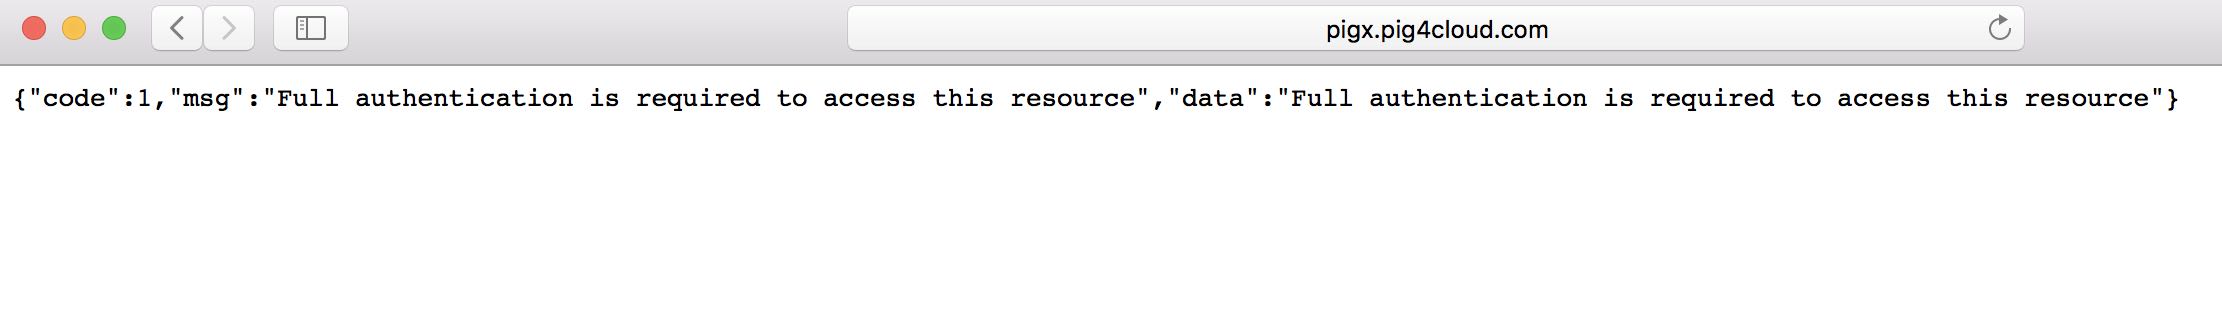 pigx.pig4cloud.com
{"code":1,"msg":"Full authentication is required to access this resource","data":"Full authentication is required to access this resource"}